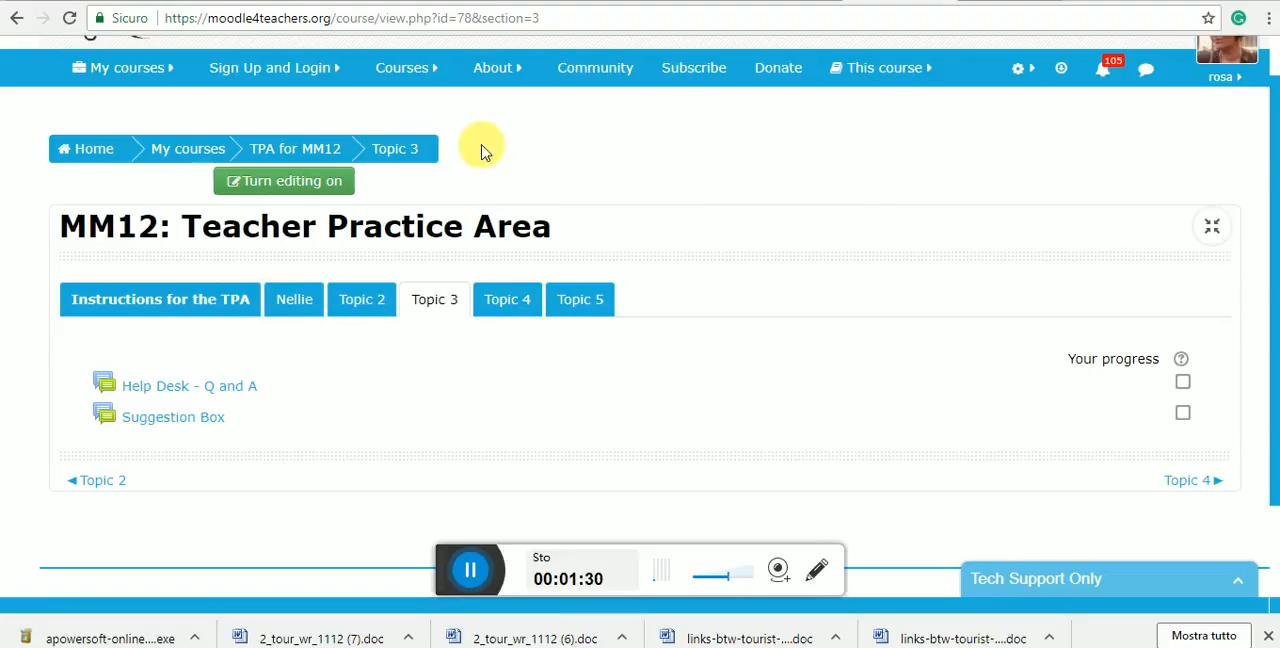 Sicuro https://moodle4teachers.org/course/view.php?id=78&section=3
My courses Sign Up and Login Courses About Community Subscribe Donate This course 105 rosa
Home My courses TPA for MM12 Topic 3
Turn editing on
MM12: Teacher Practice Area
Instructions for the TPA Nellie Topic 2 Topic 3 Topic 4 Topic 5
Your progress
Help Desk - Q and A
Suggestion Box
Topic 2 Topic 4
Sto
00:01:30
Tech Support Only
apowersoft-online....exe 2_tour_wr_1112 (7).doc 2_tour_wr_1112 (6).doc links-btw-tourist-....doc links-btw-tourist-....doc Mostra tutto